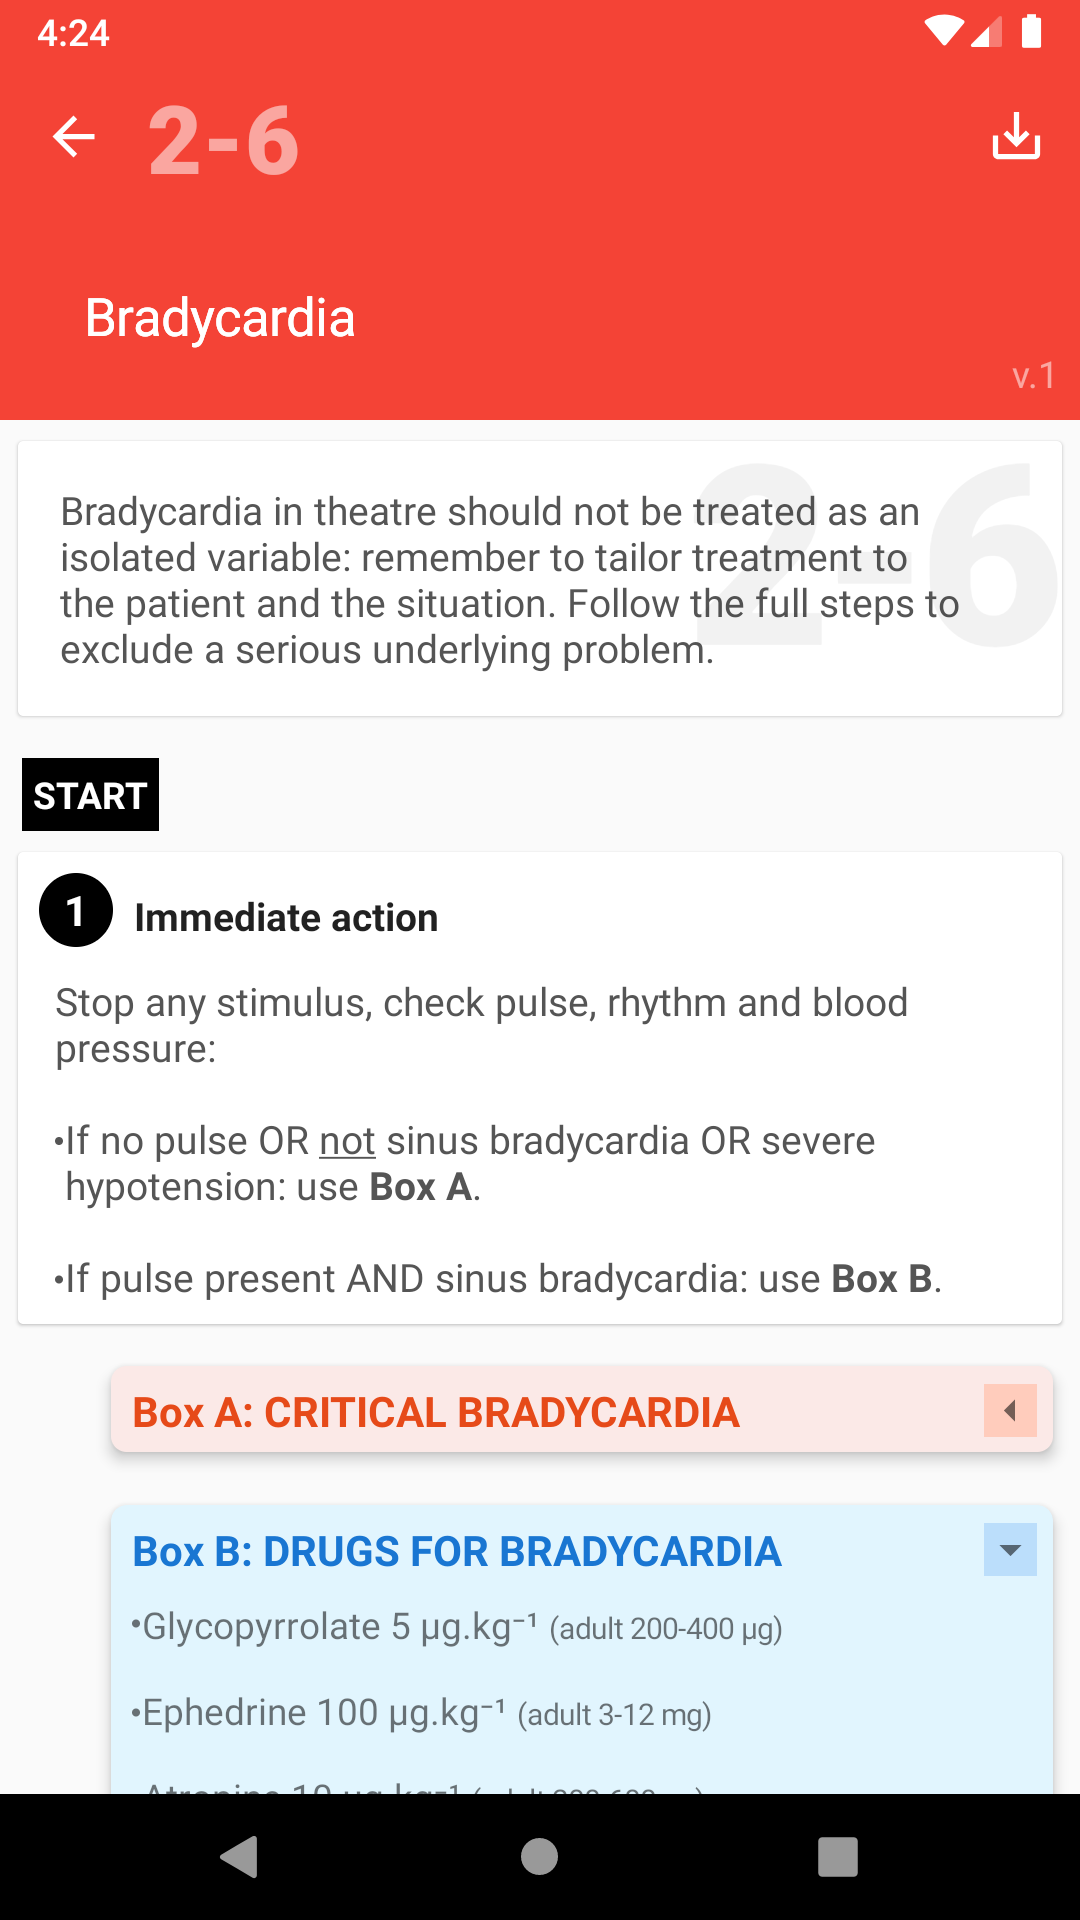 4:24
2-6
Bradycardia
v.1
2-6
Bradycardia in theatre should not be treated as an
isolated variable: remember to tailor treatment to
the patient and the situation. Follow the full steps to
exclude a serious underlying problem.
START
1 Immediate action
Stop any stimulus, check pulse, rhythm and blood
pressure:
•If no pulse OR not sinus bradycardia OR severe
hypotension: use Box A.
•If pulse present AND sinus bradycardia: use Box B.
Box A: CRITICAL BRADYCARDIA
Box B: DRUGS FOR BRADYCARDIA
•Glycopyrrolate 5 µg.kg⁻¹ (adult 200-400 µg)
•Ephedrine 100 µg.kg⁻¹ (adult 3-12 mg)
Atropine 10 µg.kg⁻¹